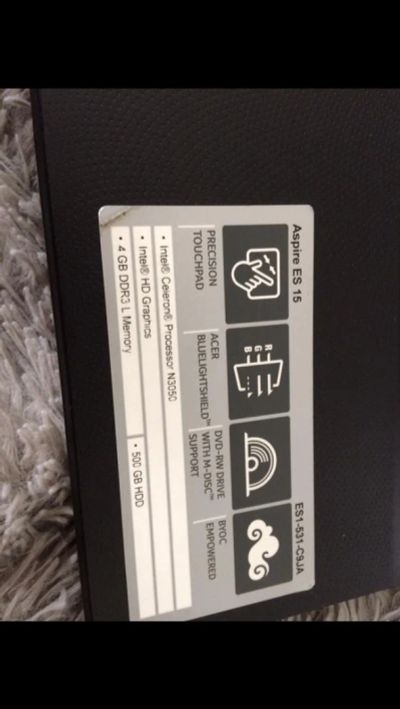 Aspire ES 15
ES1-531-C9JA
R
G
B
PRECISION
TOUCHPAD
ACER
BLUELIGHTSHIELD™
DVD-RW DRIVE
WITH M-DISC™
SUPPORT
BYOC
EMPOWERED
• Intel® Celeron® Processor N3050
• Intel® HD Graphics
• 4 GB DDR3 L Memory
• 500 GB HDD